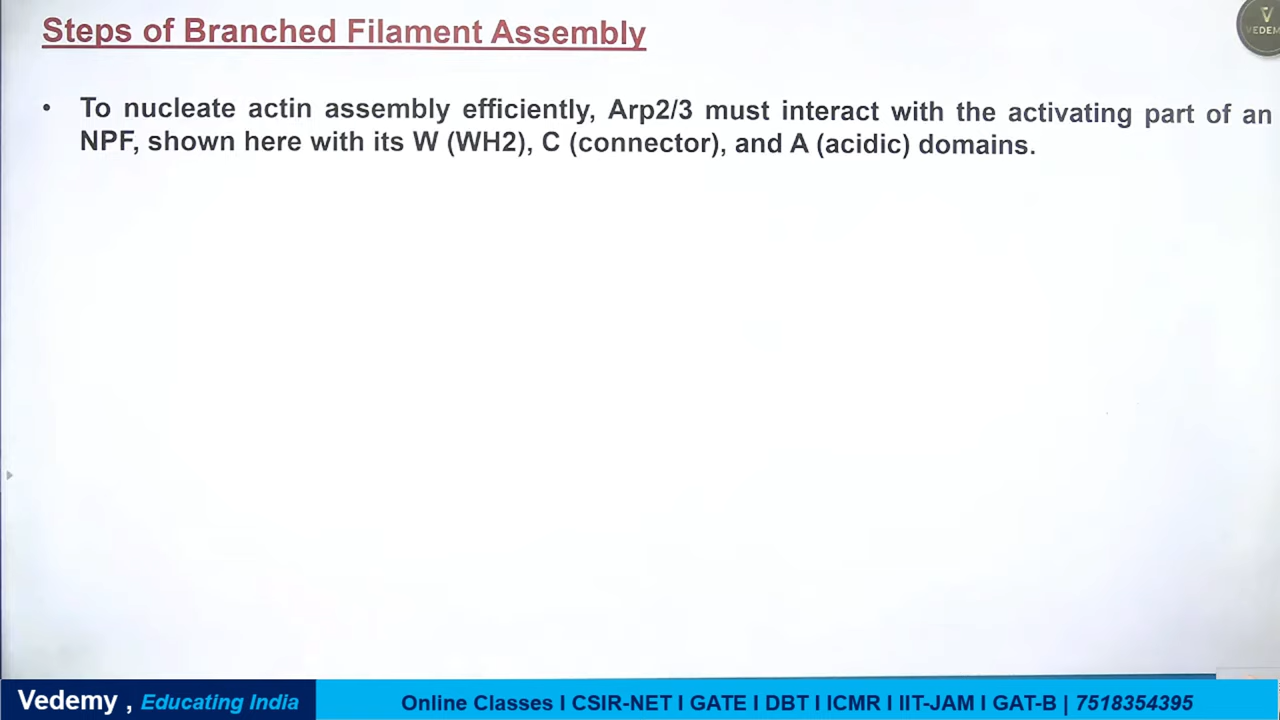 Steps of Branched Filament Assembly
V
VEDEM
• To nucleate actin assembly efficiently, Arp2/3 must interact with the activating part of an
NPF, shown here with its W (WH2), C (connector), and A (acidic) domains.
Vedemy , Educating India
Online Classes I CSIR-NET I GATE I DBT I ICMR I IIT-JAM I GAT-B | 7518354395